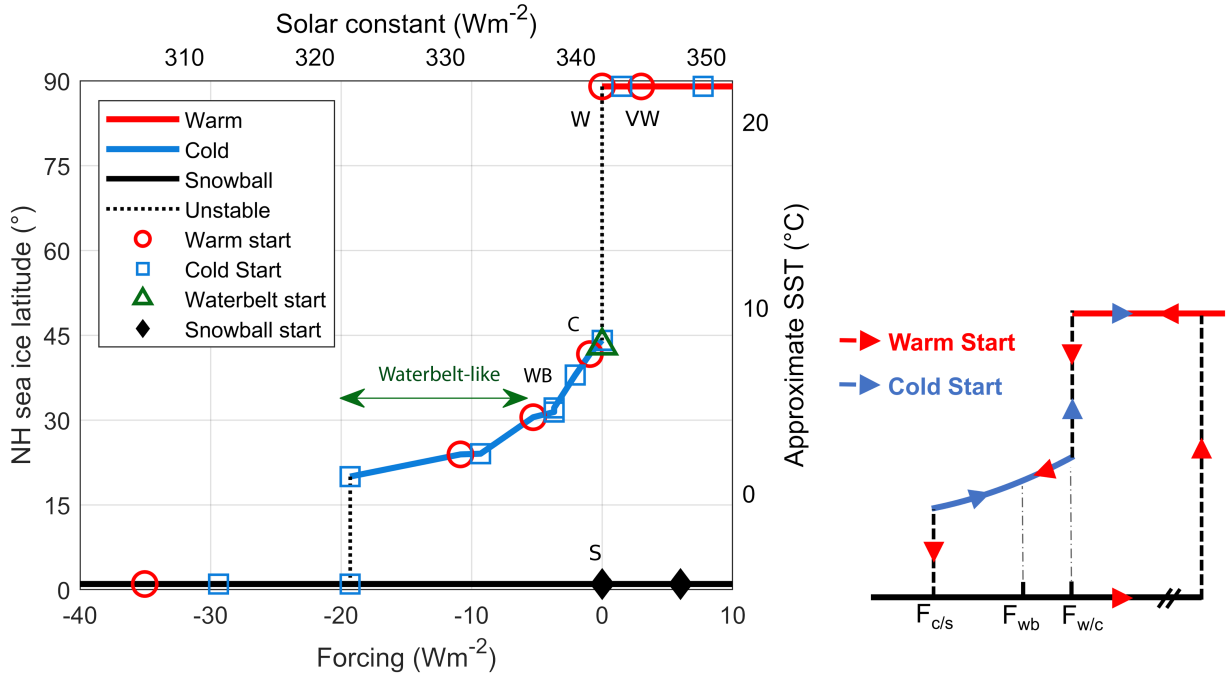 Solar constant (Wm-2)
310 320 330 340 350
90
75
60
45
30
15
0
NH sea ice latitude (°)
Warm
Cold
Snowball
Unstable
Warm start
Cold Start
Waterbelt start
Snowball start
W VW
C
WB
Waterbelt-like
S
20
10
0
Approximate SST (°C)
-40 -30 -20 -10 0 10
Forcing (Wm-2)
Warm Start
Cold Start
Fc/s Fwb Fw/c